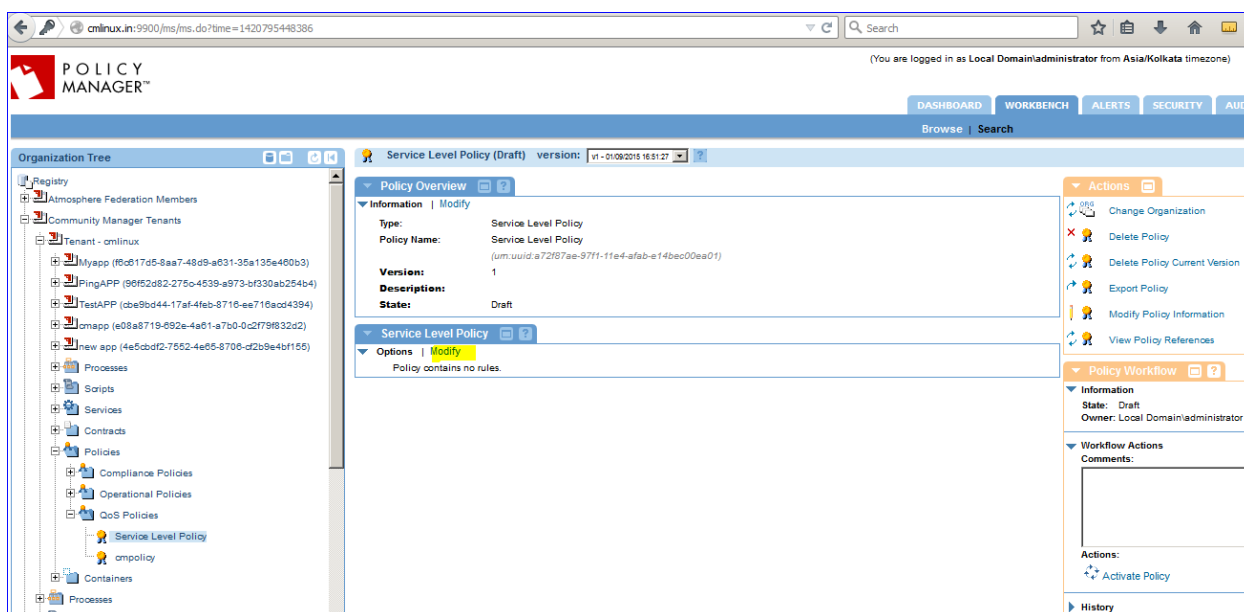 cmlinux.in:9900/ms/ms.do?time=1420795448386
Search
(You are logged in as Local Domain\administrator from Asia/Kolkata timezone)
POLICY
MANAGER™
DASHBOARD WORKBENCH ALERTS SECURITY AUD
Browse | Search
Organization Tree
Service Level Policy (Draft) version: v1 - 01/09/2015 16:51:27 ?
Registry
Atmosphere Federation Members
Community Manager Tenants
Tenant - cmlinux
Myapp (f6c617d5-8aa7-48d9-a631-35a135e460b3)
PingAPP (96f52d82-275c-4539-a973-bf330ab254b4)
TestAPP (cbe9bd44-17af-4feb-8716-ee716acd4394)
cmapp (e08a8719-692e-4a61-a7b0-0c2f79f832d2)
new app (4e5cbdf2-7552-4e65-8706-cf2b9e4bf155)
Processes
Scripts
Services
Contracts
Policies
Compliance Policies
Operational Policies
QoS Policies
Service Level Policy
cmpolicy
Containers
Processes
Policy Overview ?
Information | Modify
Type: Service Level Policy
Policy Name: Service Level Policy
(urn:uuid:a72f87ae-97f1-11e4-afab-e14bec00ea01)
Version: 1
Description:
State: Draft
Service Level Policy ?
Options | Modify
Policy contains no rules.
Actions
ORG
Change Organization
Delete Policy
Delete Policy Current Version
Export Policy
Modify Policy Information
View Policy References
Policy Workflow ?
Information
State: Draft
Owner: Local Domain\administrator
Workflow Actions
Comments:
Actions:
Activate Policy
History